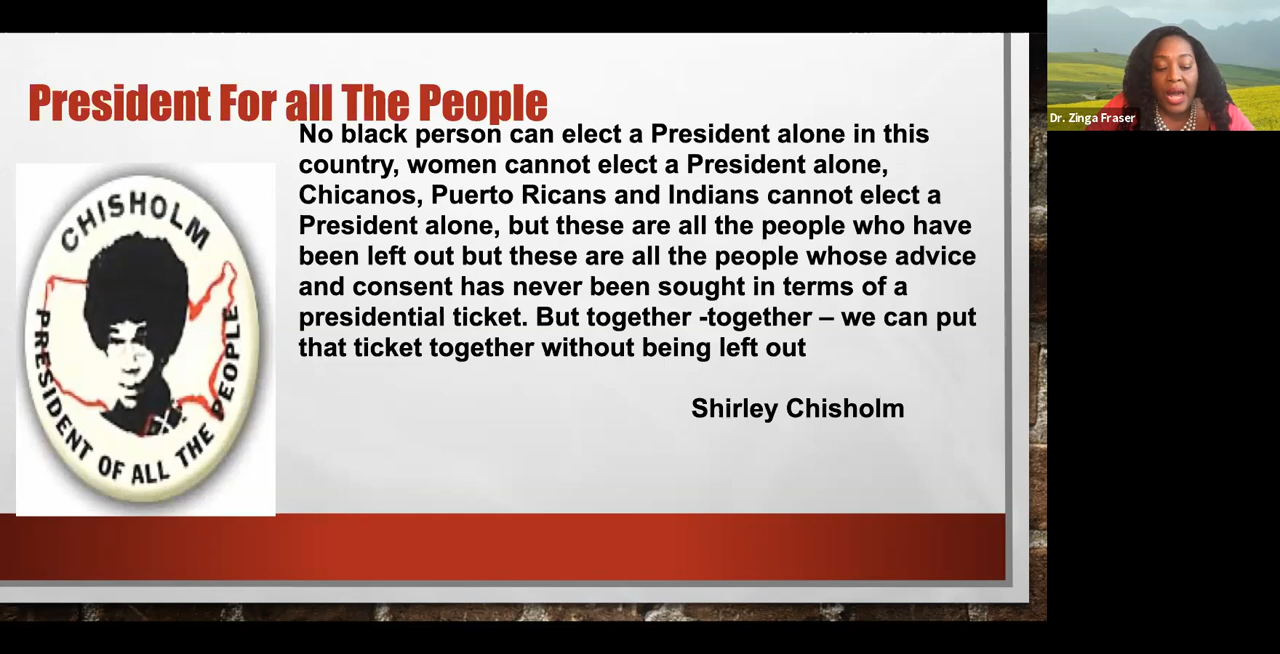 President For all The People
No black person can elect a President alone in this
country, women cannot elect a President alone,
Chicanos, Puerto Ricans and Indians cannot elect a
President alone, but these are all the people who have
been left out but these are all the people whose advice
and consent has never been sought in terms of a
presidential ticket. But together -together – we can put
that ticket together without being left out
Shirley Chisholm
CHISHOLM
PRESIDENT OF ALL THE PEOPLE
Dr. Zinga Fraser